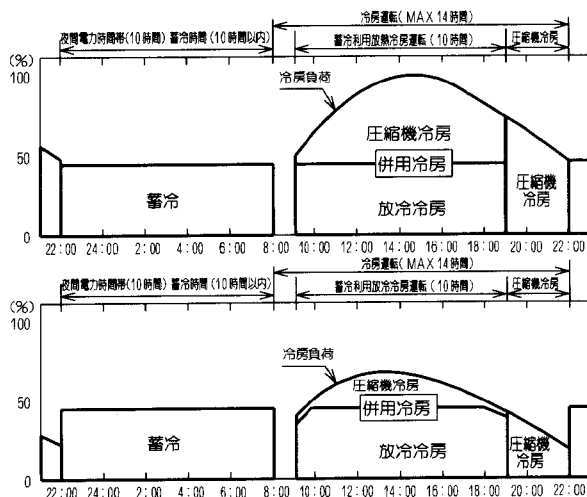 冷房運転(MAX 14時間)
夜間電力時間帯(10時間) 蓄冷時間(10時間以内)
蓄冷利用放熱冷房運転(10時間)
圧縮機冷房
(%)
100
冷房負荷
圧縮機冷房
50
併用冷房
蓄冷
放冷冷房
圧縮機
冷房
0
22:00 24:00 2:00 4:00 6:00 8:00 10:00 12:00 14:00 16:00 18:00 20:00 22:00
冷房運転(MAX 14時間)
夜間電力時間帯(10時間) 蓄冷時間(10時間以内)
蓄冷利用放冷冷房運転(10時間)
圧縮機冷房
(%)
100
冷房負荷
圧縮機冷房
50
併用冷房
蓄冷
放冷冷房
圧縮機
冷房
0
22:00 24:00 2:00 4:00 6:00 8:00 10:00 12:00 14:00 16:00 18:00 20:00 22:00